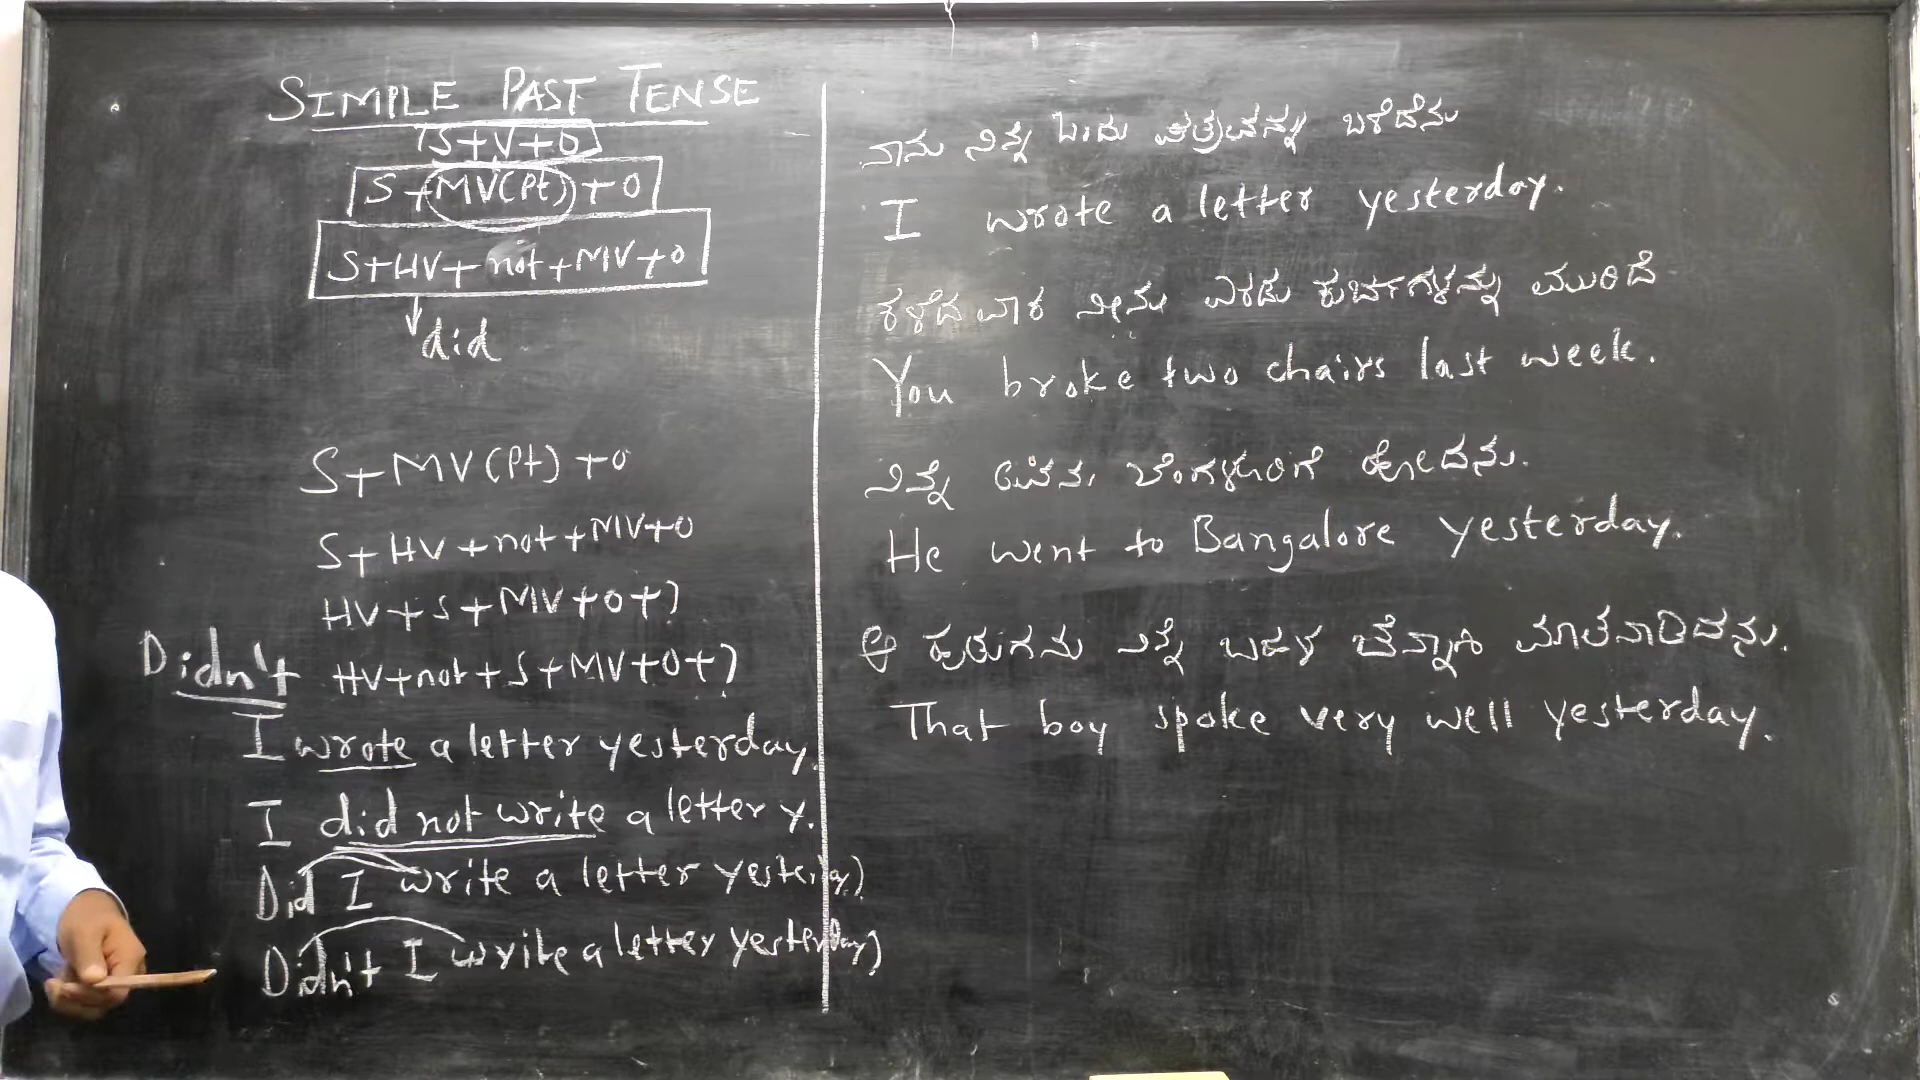 SIMPLE PAST TENSE
S+V+O
S+MV(Pt)+O
S+HV+not+MV+O
did
S+MV(Pt)+O
S+HV+not+MV+O
HV+S+MV+O+?
Didn't HV+not+S+MV+O+?
I wrote a letter yesterday.
I did not write a letter y.
Did I write a letter yesterday?
Didn't I write a letter yesterday?
ನಾನು ನಿನ್ನೆ ಒಂದು ಪತ್ರವನ್ನು ಬರೆದೆನು
I wrote a letter yesterday.
ಕಳೆದ ವಾರ ನೀನು ಎರಡು ಕುರ್ಚಿಗಳನ್ನು ಮುರಿದೆ
You broke two chairs last week.
ನಿನ್ನೆ ಅವನು ಬೆಂಗಳೂರಿಗೆ ಹೋದನು.
He went to Bangalore yesterday.
ಆ ಹುಡುಗನು ನಿನ್ನೆ ಬಹಳ ಚೆನ್ನಾಗಿ ಮಾತನಾಡಿದನು.
That boy spoke very well yesterday.